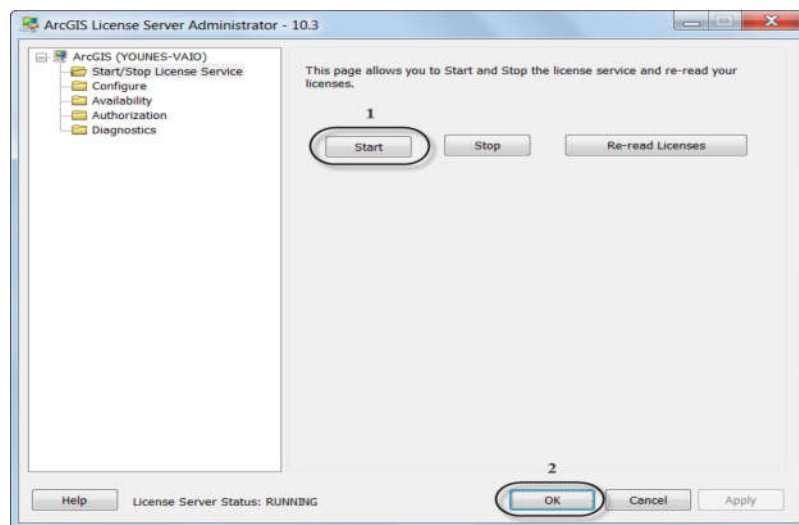 ArcGIS License Server Administrator - 10.3
ArcGIS (YOUNES-VAIO)
Start/Stop License Service
Configure
Availability
Authorization
Diagnostics
This page allows you to Start and Stop the license service and re-read your
licenses.
1
Start
Stop
Re-read Licenses
2
Help
License Server Status: RUNNING
OK
Cancel
Apply